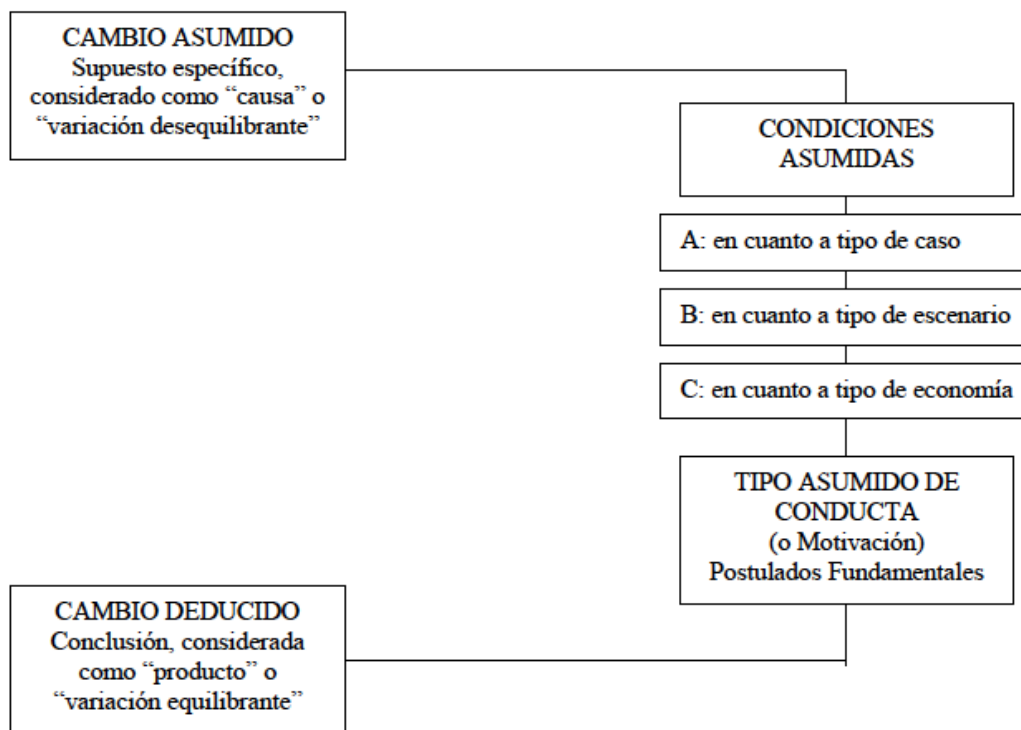 CAMBIO ASUMIDO
Supuesto específico,
considerado como “causa” o
“variación desequilibrante”
CONDICIONES
ASUMIDAS
A: en cuanto a tipo de caso
B: en cuanto a tipo de escenario
C: en cuanto a tipo de economía
TIPO ASUMIDO DE
CONDUCTA
(o Motivación)
Postulados Fundamentales
CAMBIO DEDUCIDO
Conclusión, considerada
como “producto” o
“variación equilibrante”